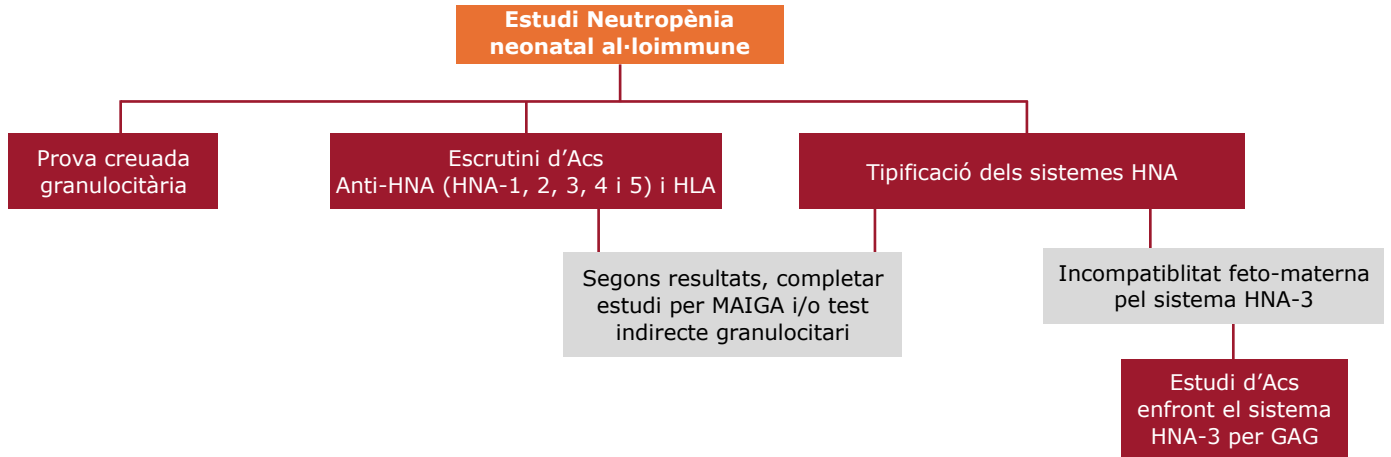 Estudi Neutropènia
neonatal al·loimmune
Prova creuada
granulocitària
Escrutini d’Acs
Anti-HNA (HNA-1, 2, 3, 4 i 5) i HLA
Tipificació dels sistemes HNA
Segons resultats, completar
estudi per MAIGA i/o test
indirecte granulocitari
Incompatiblitat feto-materna
pel sistema HNA-3
Estudi d’Acs
enfront el sistema
HNA-3 per GAG